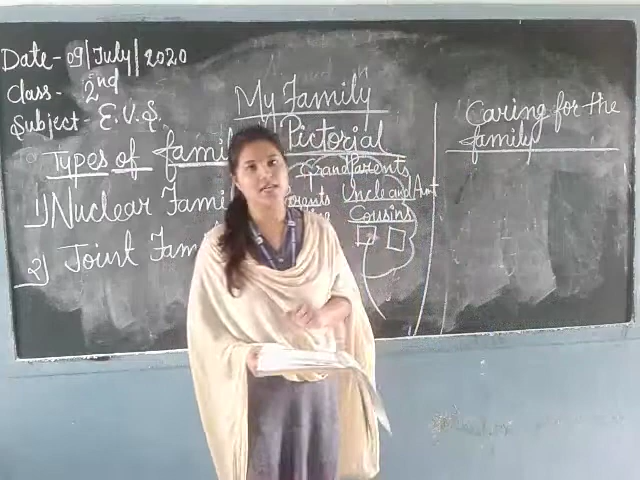 Date - 09|July|2020
Class - 2nd
Subject - E.V.S.
My Family
Types of
1) Nuclear
2) Joint
Pictorial
Grandparents
Uncle and Aunt
Cousins
Caring for the
family